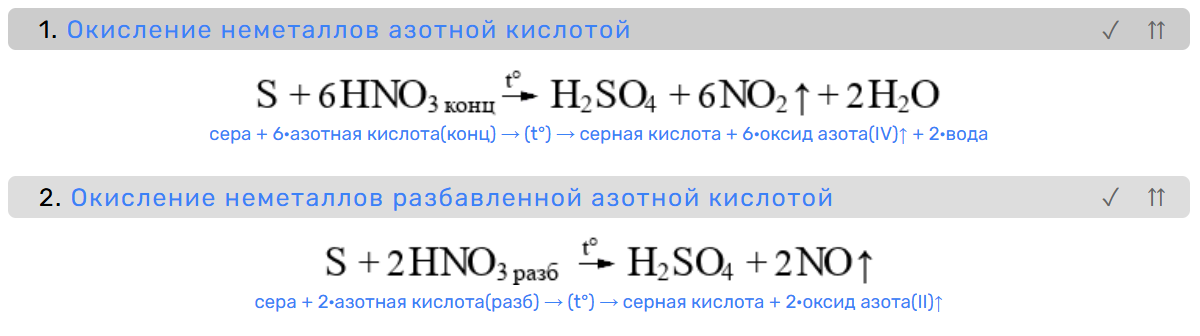 1. Окисление неметаллов азотной кислотой ✓ ⇈
S + 6HNO₃ конц t° → H₂SO₄ + 6NO₂↑ + 2H₂O
сера + 6•азотная кислота(конц) → (t°) → серная кислота + 6•оксид азота(IV)↑ + 2•вода
2. Окисление неметаллов разбавленной азотной кислотой ✓ ⇈
S + 2HNO₃ разб t° → H₂SO₄ + 2NO↑
сера + 2•азотная кислота(разб) → (t°) → серная кислота + 2•оксид азота(II)↑